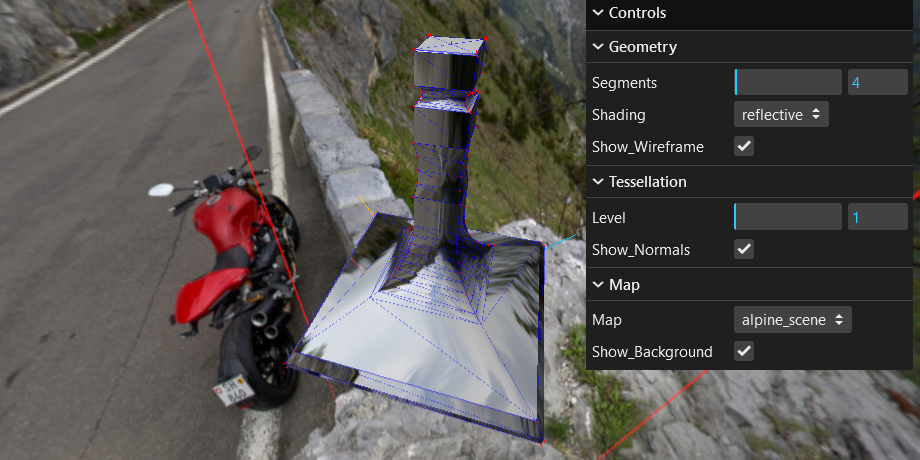 Controls
Geometry
Segments 4
Shading reflective
Show_Wireframe
Tessellation
Level 1
Show_Normals
Map
Map alpine_scene
Show_Background